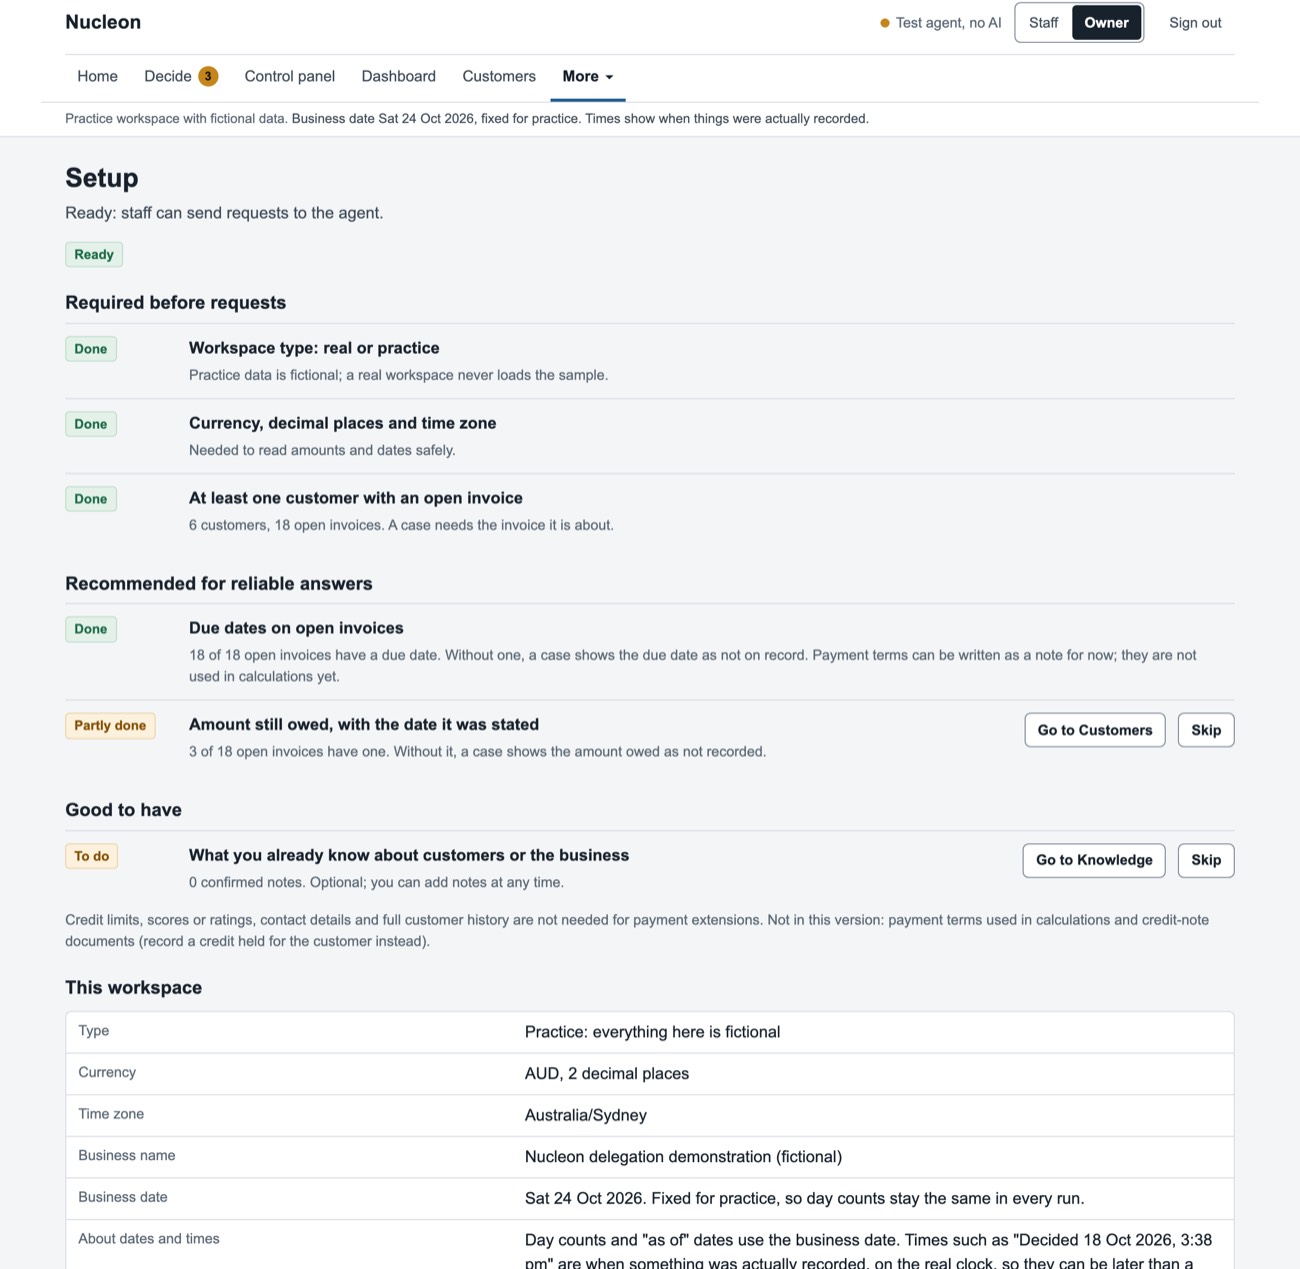 Nucleon
Test agent, no AI
Staff
Owner
Sign out
Home
Decide 3
Control panel
Dashboard
Customers
More
Practice workspace with fictional data. Business date Sat 24 Oct 2026, fixed for practice. Times show when things were actually recorded.
Setup
Ready: staff can send requests to the agent.
Ready
Required before requests
Done
Workspace type: real or practice
Practice data is fictional; a real workspace never loads the sample.
Done
Currency, decimal places and time zone
Needed to read amounts and dates safely.
Done
At least one customer with an open invoice
6 customers, 18 open invoices. A case needs the invoice it is about.
Recommended for reliable answers
Done
Due dates on open invoices
18 of 18 open invoices have a due date. Without one, a case shows the due date as not on record. Payment terms can be written as a note for now; they are not
used in calculations yet.
Partly done
Amount still owed, with the date it was stated
3 of 18 open invoices have one. Without it, a case shows the amount owed as not recorded.
Go to Customers
Skip
Good to have
To do
What you already know about customers or the business
0 confirmed notes. Optional; you can add notes at any time.
Go to Knowledge
Skip
Credit limits, scores or ratings, contact details and full customer history are not needed for payment extensions. Not in this version: payment terms used in calculations and credit-note
documents (record a credit held for the customer instead).
This workspace
Type
Practice: everything here is fictional
Currency
AUD, 2 decimal places
Time zone
Australia/Sydney
Business name
Nucleon delegation demonstration (fictional)
Business date
Sat 24 Oct 2026. Fixed for practice, so day counts stay the same in every run.
About dates and times
Day counts and "as of" dates use the business date. Times such as "Decided 18 Oct 2026, 3:38
pm" are when something was actually recorded, on the real clock, so they can be later than a